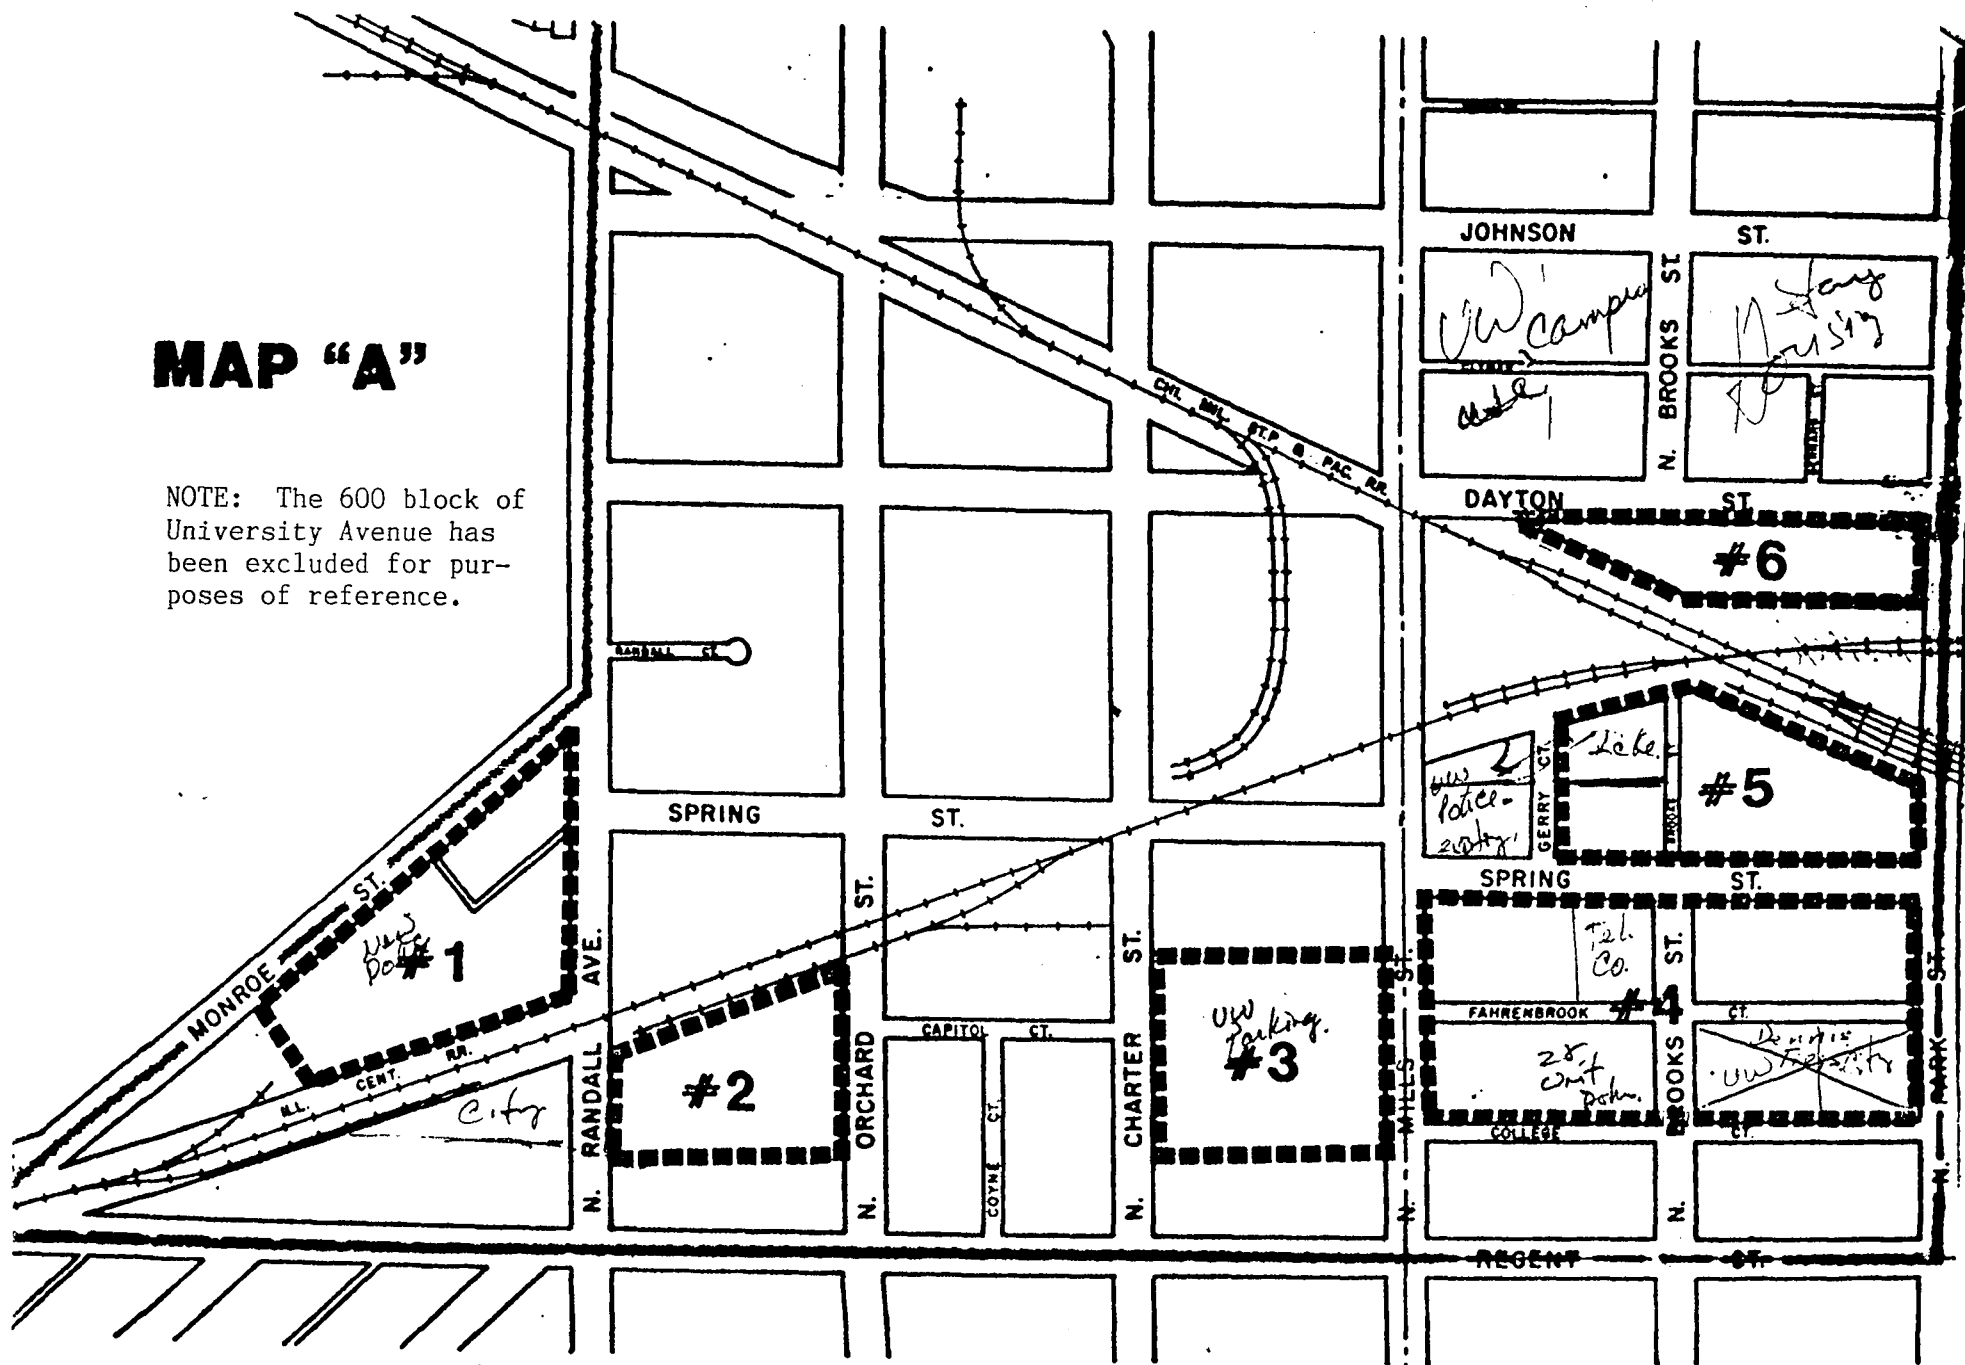 JOHNSON ST.
N. BROOKS ST.
UW Campus
MAP "A"
CHI. MIL. ST.P & PAC. R.R.
NOTE: The 600 block of
University Avenue has
been excluded for pur-
poses of reference.
DAYTON ST.
#6
RANDALL CT.
GERRY CT.
#5
UW
Police
SPRING ST.
SPRING ST.
MONROE ST.
#1
N. RANDALL AVE.
N. ORCHARD ST.
N. CHARTER ST.
N. MILLS ST.
N. BROOKS ST.
N. PARK ST.
Tel.
Co.
#4
FAHRENBROOK CT.
CAPITOL CT.
COYNE CT.
ILL. CENT. R.R.
City
#2
UW
Parking.
#3
28
unit
UW
COLLEGE CT.
REGENT ST.